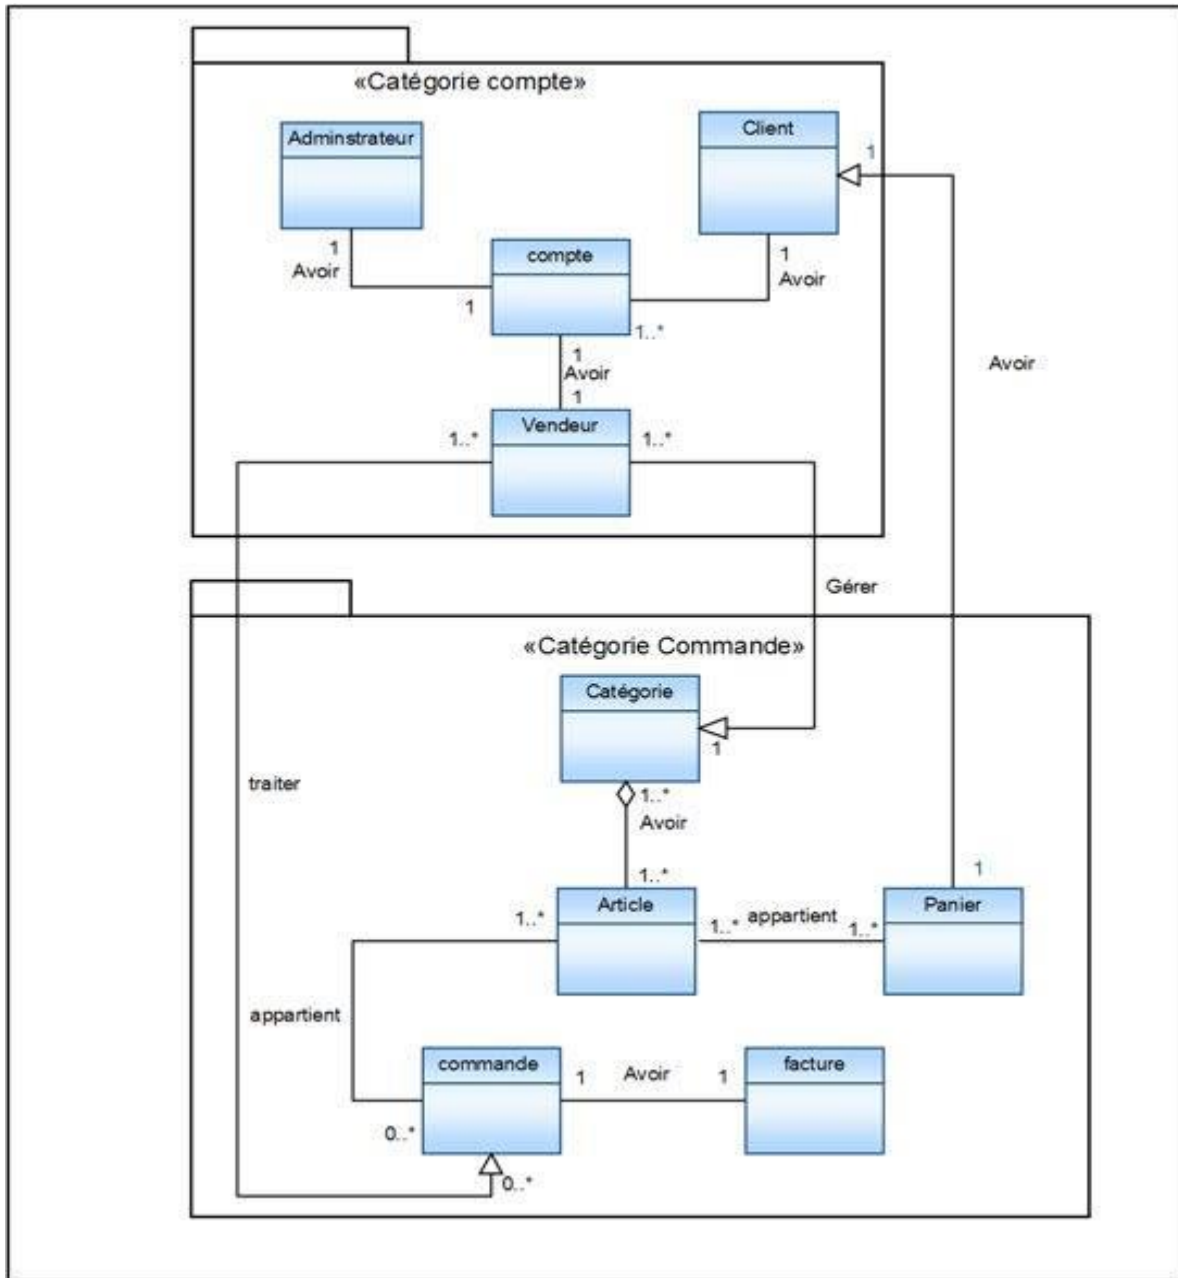 «Catégorie compte»
Adminstrateur
Client
1
1
Avoir
compte
1
Avoir
1
1..*
1
Avoir
1
Avoir
Vendeur
1..*
1..*
Gérer
«Catégorie Commande»
Catégorie
1
traiter
1..*
Avoir
1..*
1
Article
Panier
1..*
1..*
appartient
1..*
appartient
commande
facture
1
Avoir
1
0..*
0..*